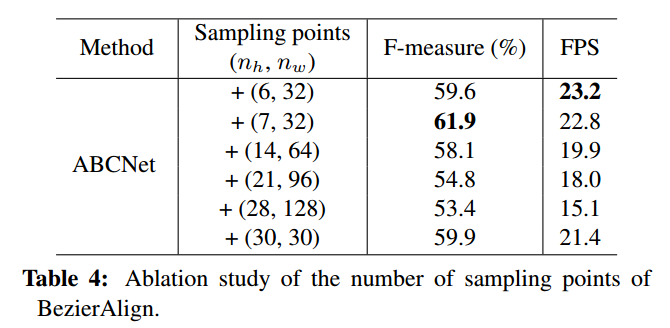 Method Sampling points (nh, nw) F-measure (%) FPS
ABCNet
+ (6, 32) 59.6 23.2
+ (7, 32) 61.9 22.8
+ (14, 64) 58.1 19.9
+ (21, 96) 54.8 18.0
+ (28, 128) 53.4 15.1
+ (30, 30) 59.9 21.4
Table 4: Ablation study of the number of sampling points of
BezierAlign.